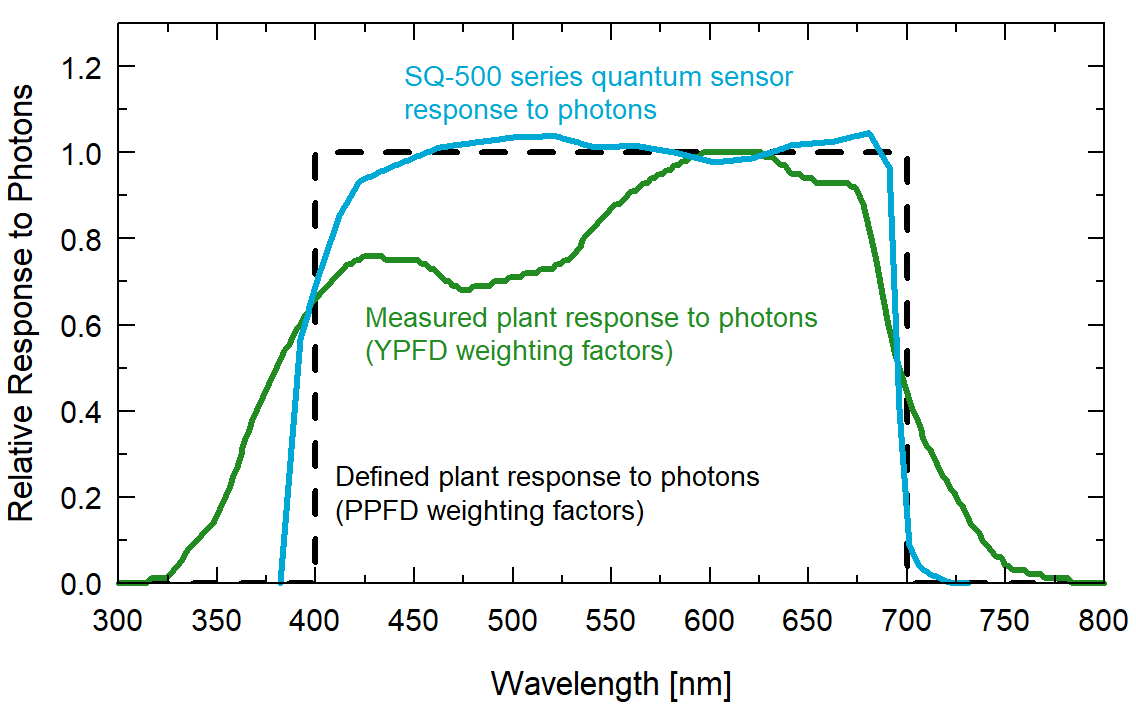 SQ-500 series quantum sensor
response to photons
1.2
1.0
0.8
0.6
0.4
0.2
0.0
Relative Response to Photons
Measured plant response to photons
(YPFD weighting factors)
Defined plant response to photons
(PPFD weighting factors)
300 350 400 450 500 550 600 650 700 750 800
Wavelength [nm]